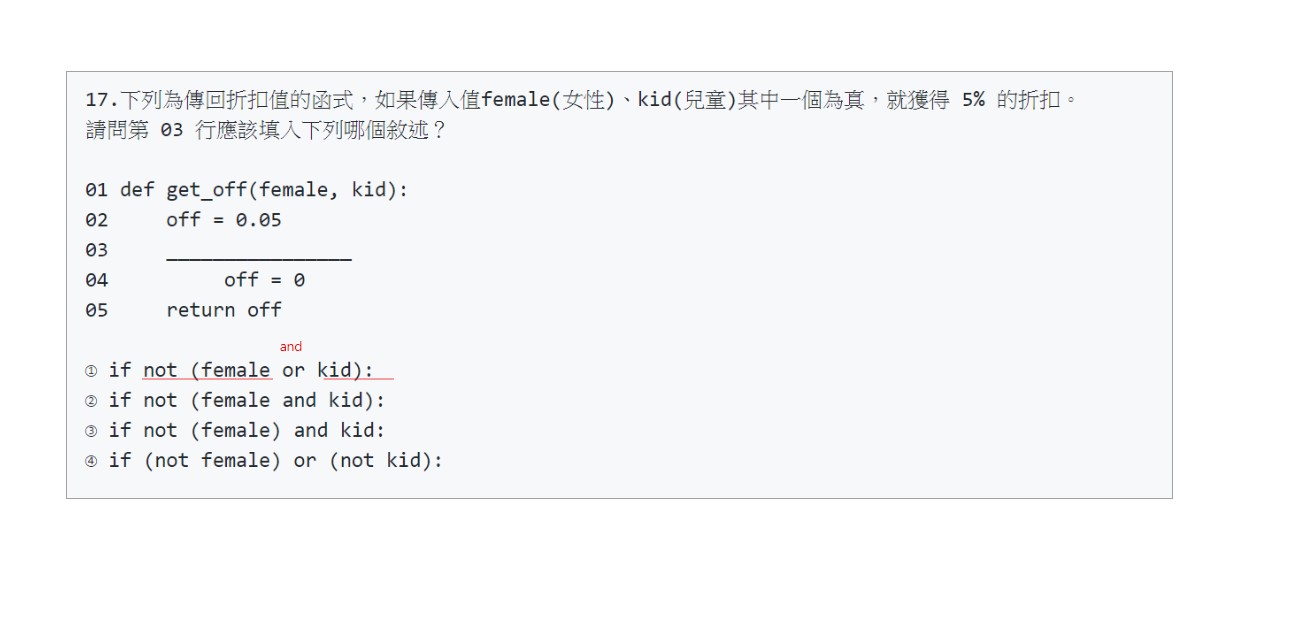 17.下列為傳回折扣值的函式，如果傳入值female(女性)、kid(兒童)其中一個為真，就獲得 5% 的折扣。
請問第 03 行應該填入下列哪個敘述？
01 def get_off(female, kid):
02 off = 0.05
03 ________________
04 off = 0
05 return off
and
① if not (female or kid):
② if not (female and kid):
③ if not (female) and kid:
④ if (not female) or (not kid):